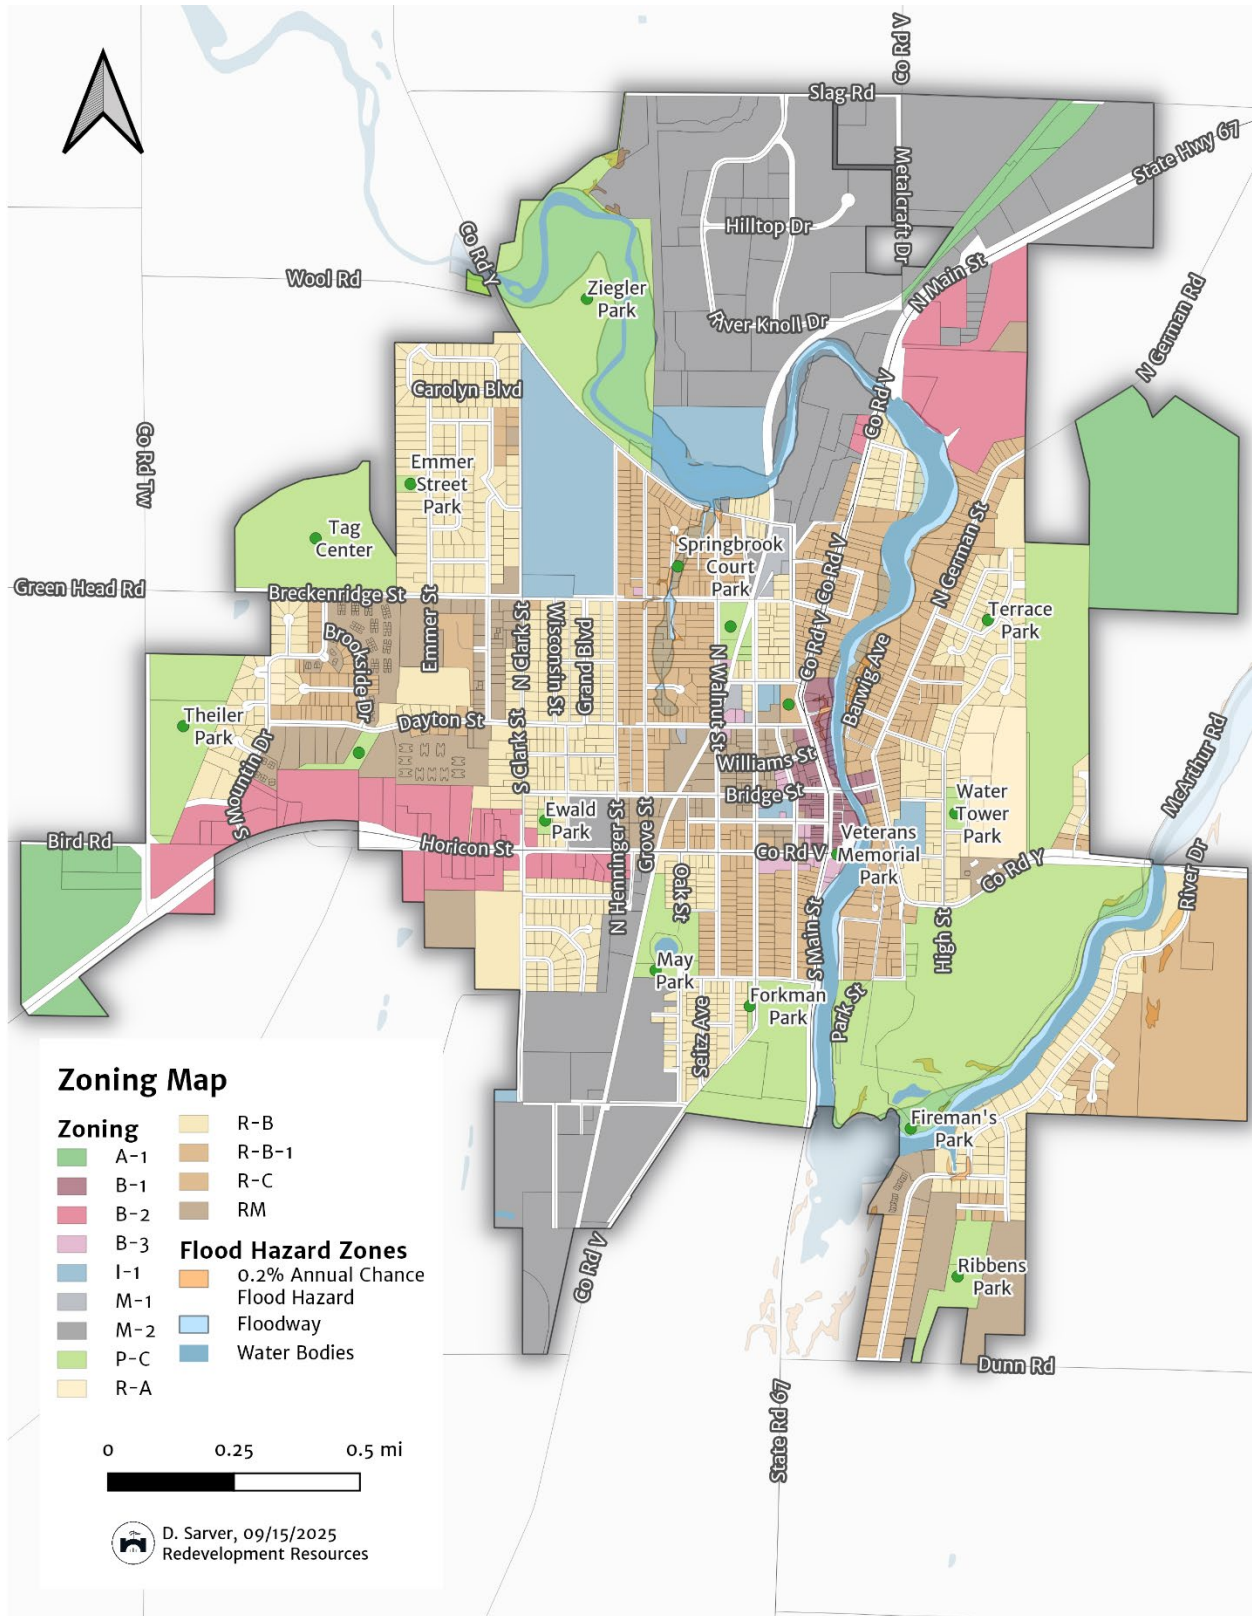 Co Rd V
Slag Rd
State Hwy 67
Metalcraft Dr
Hilltop Dr
Co Rd Y
Wool Rd
Ziegler
Park
N Main St
River Knoll Dr
N German Rd
Carolyn Blvd
Co Rd V
Co Rd Tw
Emmer
Street
Park
Tag
Center
Springbrook
Court
Park
Co Rd V
Co Rd V
N German St
Green Head Rd
Breckenridge St
Emmer St
N Clark St
Wisconsin St
Grand Blvd
Terrace
Park
Brookside Dr
N Walnut St
Barwig Ave
Theiler
Park
S Mountin Dr
Dayton St
S Clark St
Williams St
Bridge St
McArthur Rd
Ewald
Park
Water
Tower
Park
Bird Rd
Horicon St
N Henninger St
Grove St
Co Rd V
Veterans
Memorial
Park
Co Rd Y
River Dr
Oak St
S Main St
High St
May
Park
Forkman
Park
Park St
Seitz Ave
Fireman's
Park
Co Rd V
Ribbens
Park
Dunn Rd
State Rd 67
Zoning Map
Zoning
A-1
B-1
B-2
B-3
I-1
M-1
M-2
P-C
R-A
R-B
R-B-1
R-C
RM
Flood Hazard Zones
0.2% Annual Chance
Flood Hazard
Floodway
Water Bodies
0 0.25 0.5 mi
D. Sarver, 09/15/2025
Redevelopment Resources